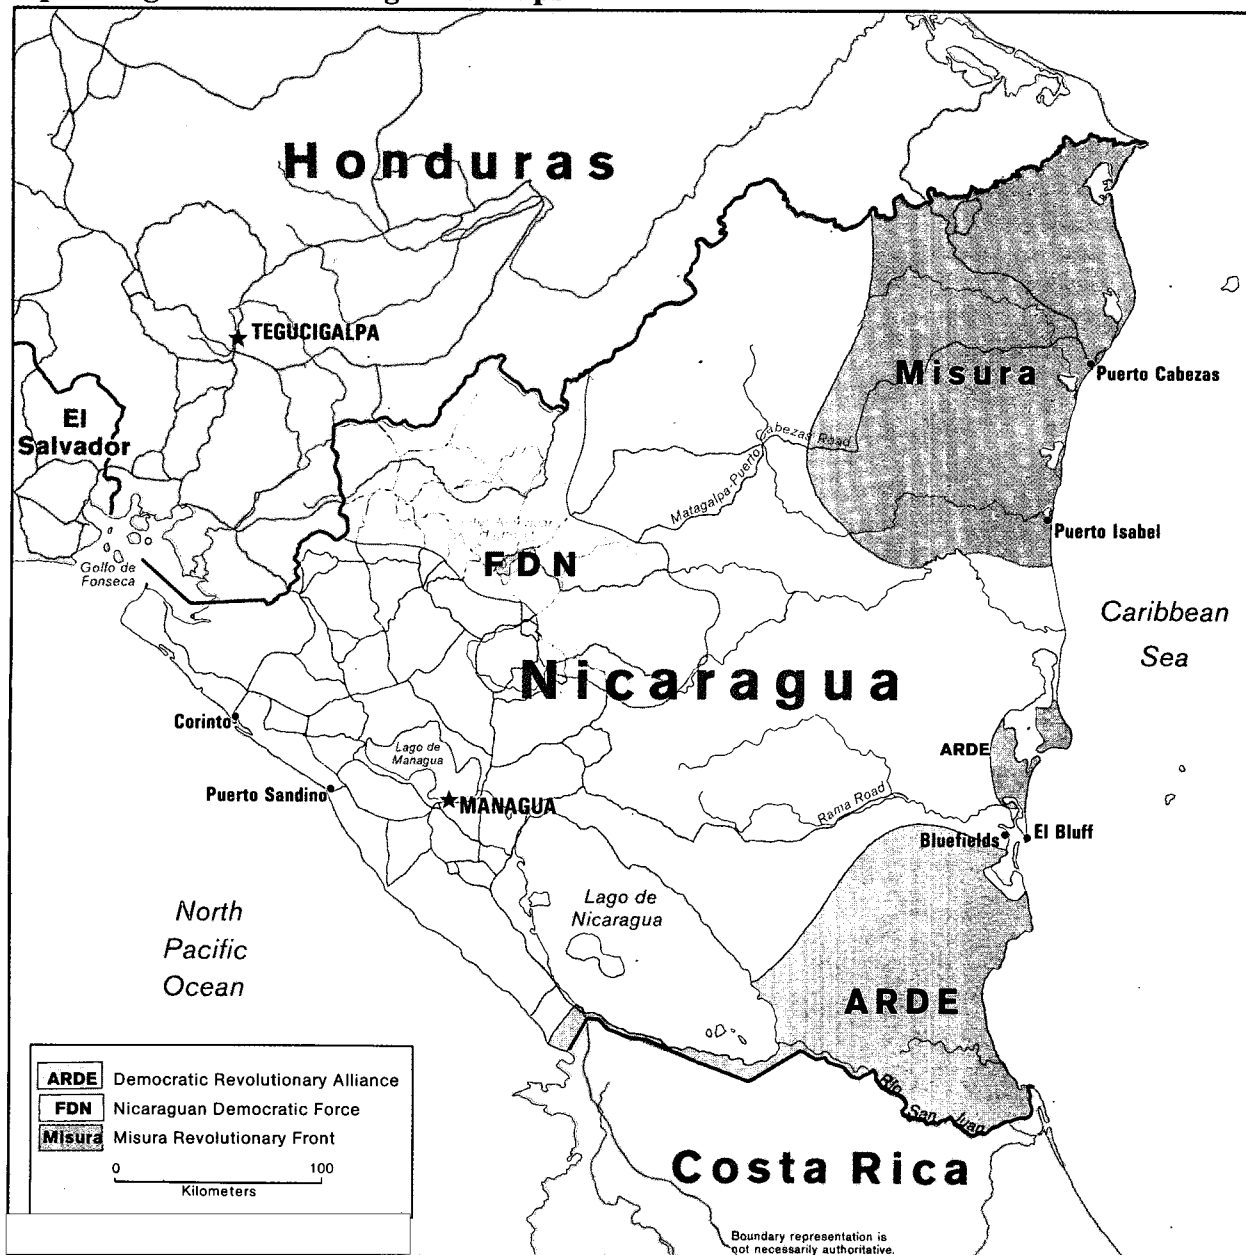 Honduras
TEGUCIGALPA
El
Salvador
Golfo de
Fonseca
Misura
Puerto Cabezas
Matagalpa-Puerto Cabezas Road
Puerto Isabel
FDN
Caribbean
Sea
Nicaragua
Corinto
Lago de
Managua
ARDE
Puerto Sandino
MANAGUA
Rama Road
Bluefields
El Bluff
Lago de
Nicaragua
North
Pacific
Ocean
ARDE
Río San Juan
Costa Rica
ARDE Democratic Revolutionary Alliance
FDN Nicaraguan Democratic Force
Misura Misura Revolutionary Front
0 100
Kilometers
Boundary representation is
not necessarily authoritative.